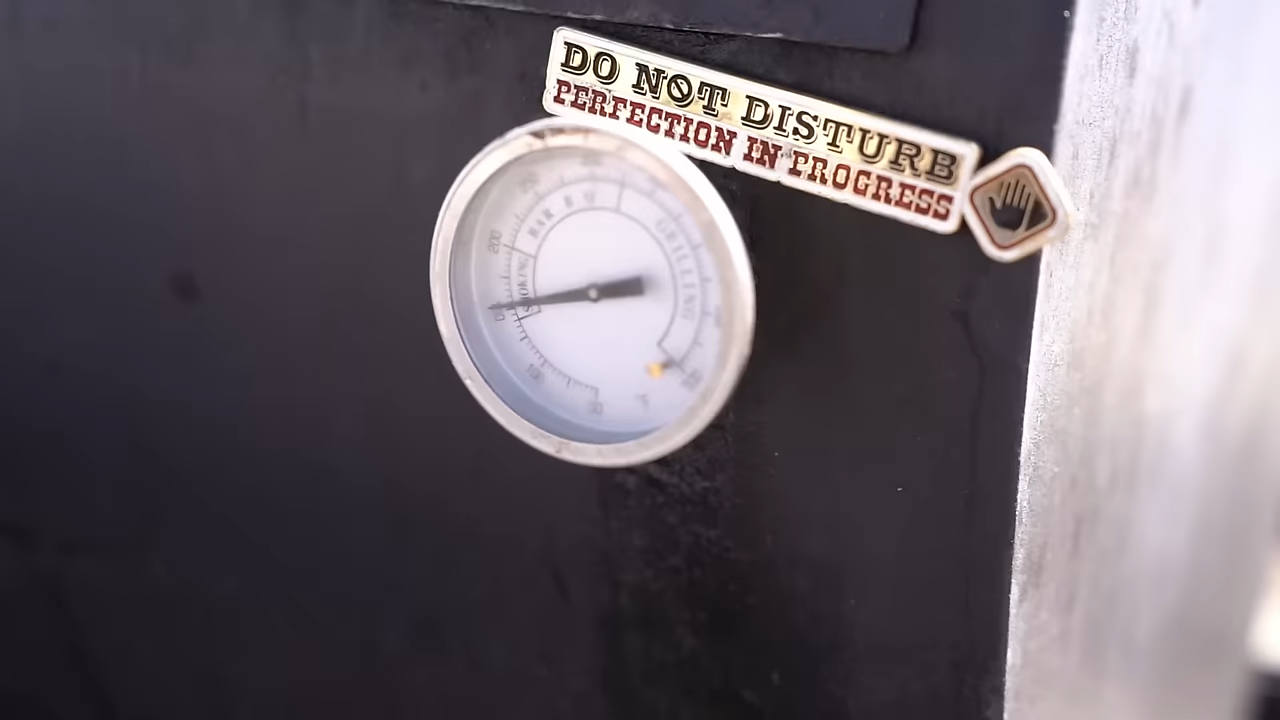 DO NOT DISTURB
PERFECTION IN PROGRESS
BAR B Q
GRILLING
SMOKING
200